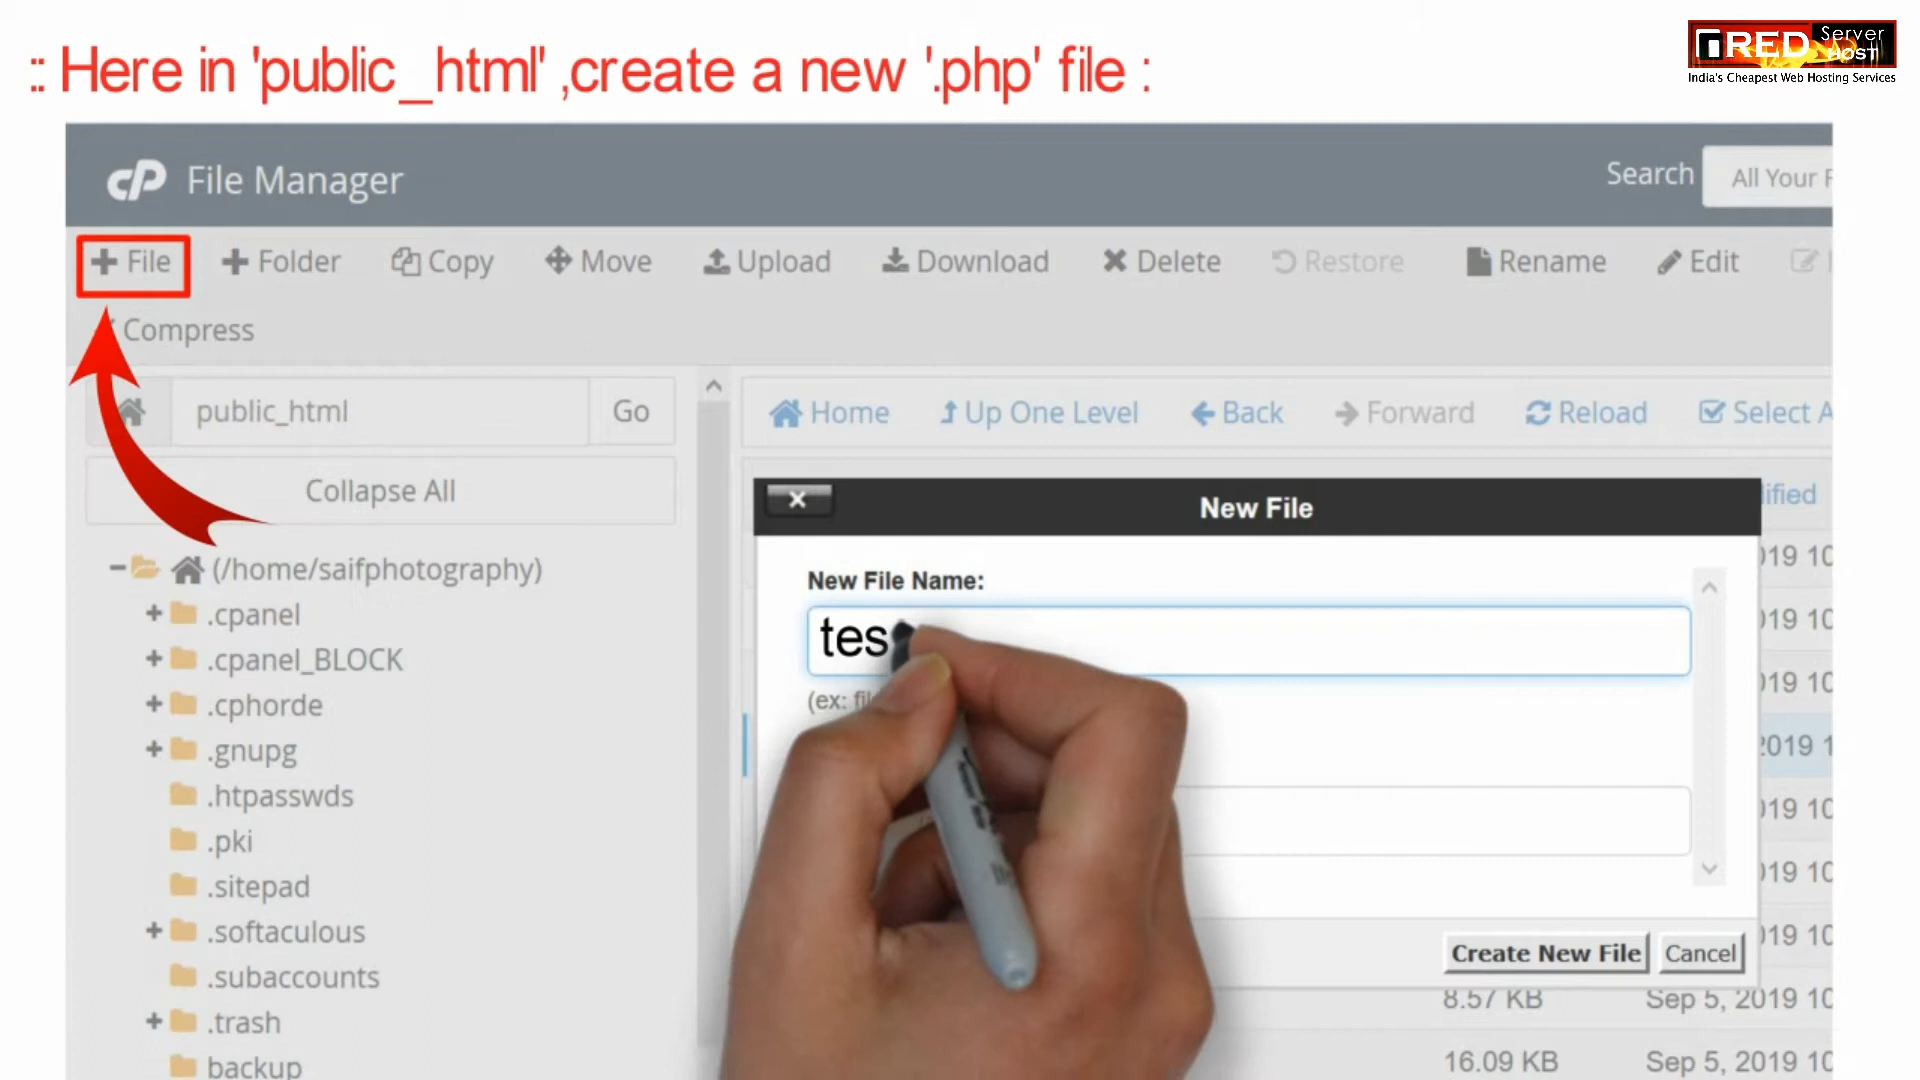 :: Here in 'public_html' ,create a new '.php' file :
RED Server
HOST
India's Cheapest Web Hosting Services
cP File Manager
Search All Your F
File Folder Copy Move Upload Download Delete Restore Rename Edit
Compress
public_html Go
Home Up One Level Back Forward Reload Select A
Collapse All
New File
ified
(/home/saifphotography)
New File Name:
.cpanel
tes
.cpanel_BLOCK
.cphorde
(ex: fil
.gnupg
2019 1
.htpasswds
.pki
.sitepad
.softaculous
Create New File Cancel
.subaccounts
8.57 KB Sep 5, 2019 10
.trash
backup
16.09 KB Sep 5, 2019 10